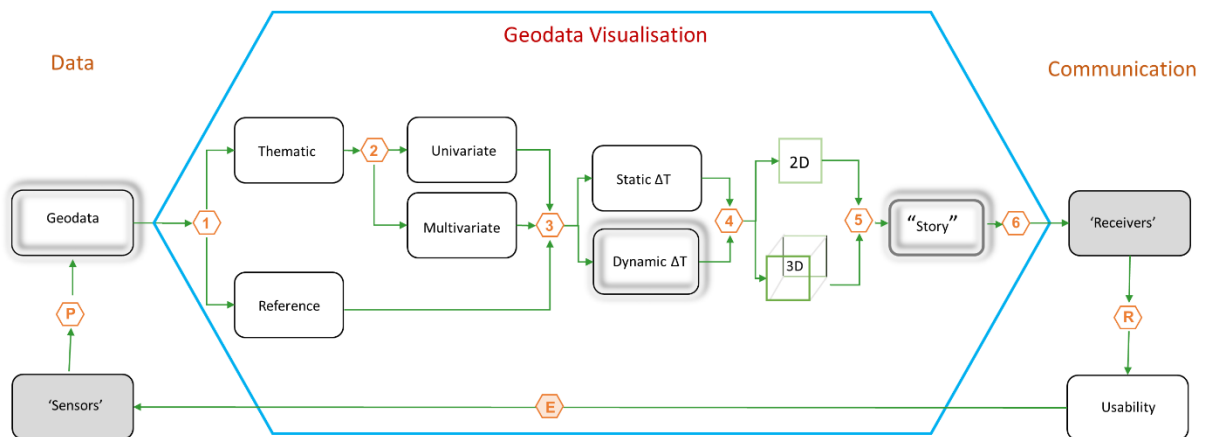 Geodata Visualisation
Data
Communication
Thematic
2
Univariate
Static ΔT
2D
Geodata
1
Multivariate
3
4
5
“Story”
6
'Receivers'
Dynamic ΔT
3D
Reference
P
R
'Sensors'
E
Usability